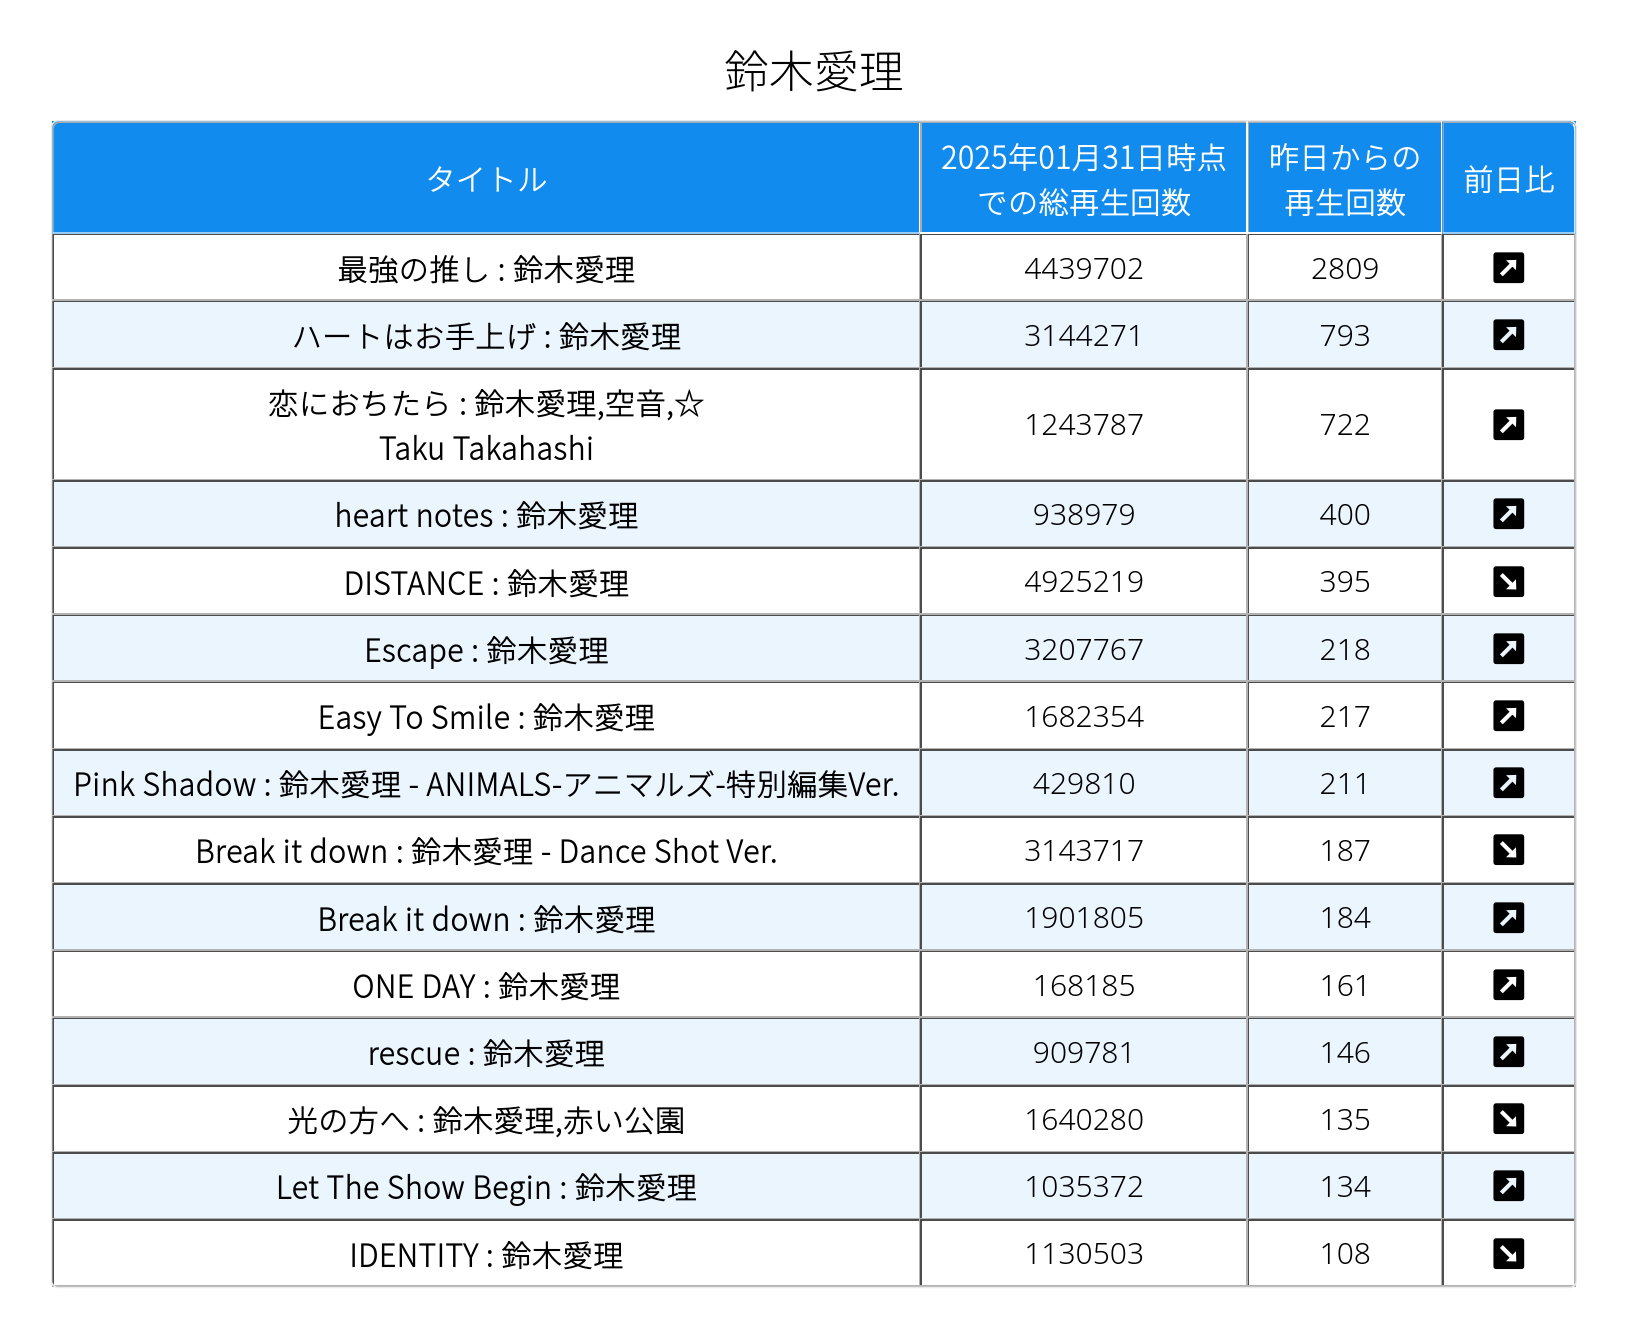 鈴木愛理
タイトル
2025年01月31日時点
での総再生回数
昨日からの
再生回数
前日比
最強の推し : 鈴木愛理 4439702 2809 ↗
ハートはお手上げ : 鈴木愛理 3144271 793 ↗
恋におちたら : 鈴木愛理,空音,☆
Taku Takahashi 1243787 722 ↗
heart notes : 鈴木愛理 938979 400 ↗
DISTANCE : 鈴木愛理 4925219 395 ↘
Escape : 鈴木愛理 3207767 218 ↗
Easy To Smile : 鈴木愛理 1682354 217 ↗
Pink Shadow : 鈴木愛理 - ANIMALS-アニマルズ-特別編集Ver. 429810 211 ↗
Break it down : 鈴木愛理 - Dance Shot Ver. 3143717 187 ↘
Break it down : 鈴木愛理 1901805 184 ↗
ONE DAY : 鈴木愛理 168185 161 ↗
rescue : 鈴木愛理 909781 146 ↗
光の方へ : 鈴木愛理,赤い公園 1640280 135 ↘
Let The Show Begin : 鈴木愛理 1035372 134 ↗
IDENTITY : 鈴木愛理 1130503 108 ↘